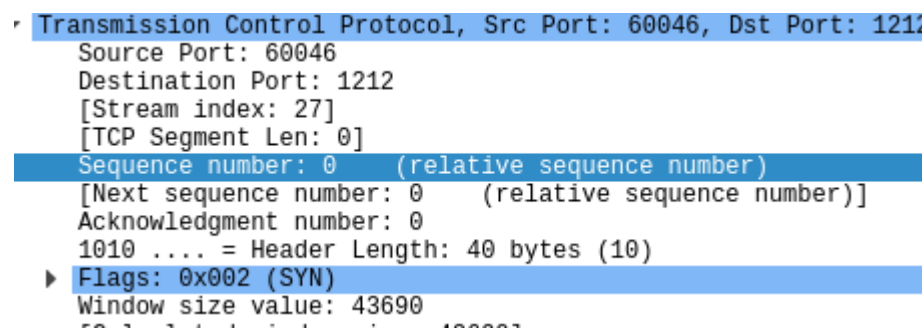 Transmission Control Protocol, Src Port: 60046, Dst Port: 1212
Source Port: 60046
Destination Port: 1212
[Stream index: 27]
[TCP Segment Len: 0]
Sequence number: 0 (relative sequence number)
[Next sequence number: 0 (relative sequence number)]
Acknowledgment number: 0
1010 .... = Header Length: 40 bytes (10)
Flags: 0x002 (SYN)
Window size value: 43690